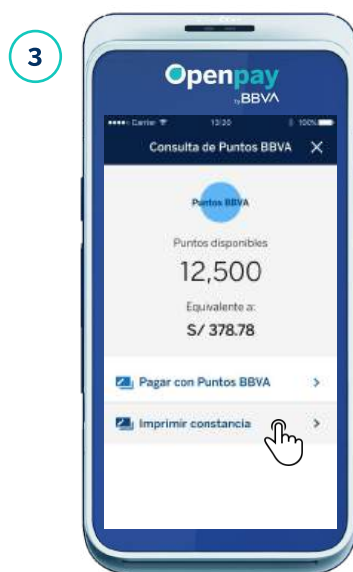 3
Openpay
by BBVA
Carrier 13:20 100%
Consulta de Puntos BBVA X
Puntos BBVA
Puntos disponibles
12,500
Equivalente a:
S/ 378.78
Pagar con Puntos BBVA >
Imprimir constancia >